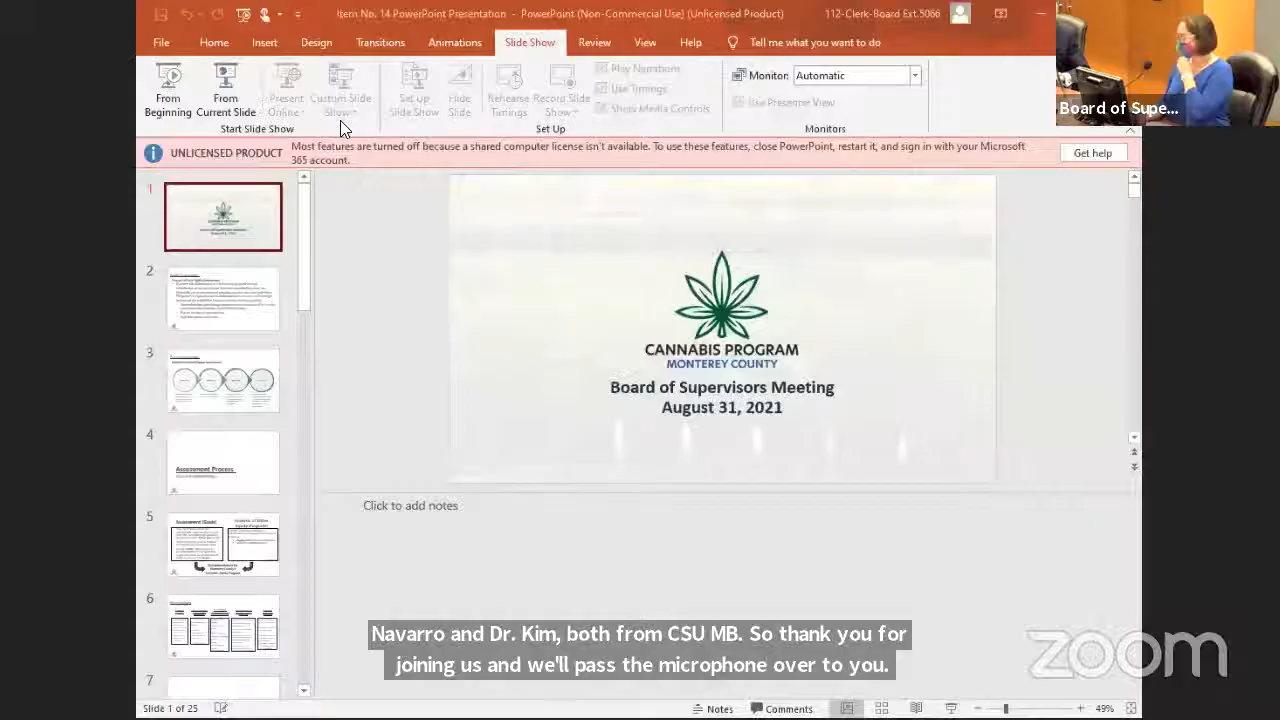 Item No. 14 PowerPoint Presentation - PowerPoint (Non-Commercial Use) (Unlicensed Product)
112-Clerk-Board Ext.5066
File Home Insert Design Transitions Animations Slide Show Review View Help Tell me what you want to do
From Beginning
From Current Slide
Present Online
Custom Slide Show
Start Slide Show
Set Up Slide Show
Hide Slide
Rehearse Timings
Record Slide Show
Play Narrations
Use Timings
Show Media Controls
Set Up
Monitor: Automatic
Use Presenter View
Monitors
Board of Supe...
UNLICENSED PRODUCT
Most features are turned off because a shared computer license isn't available. To use these features, close PowerPoint, restart it, and sign in with your Microsoft
365 account.
Get help
1
2
3
4
Assessment Process
5
6
7
CANNABIS PROGRAM
MONTEREY COUNTY
Board of Supervisors Meeting
August 31, 2021
Click to add notes
Navarro and Dr. Kim, both from CSU MB. So thank you for
joining us and we'll pass the microphone over to you.
zoom
Slide 1 of 25
Notes
Comments
49%